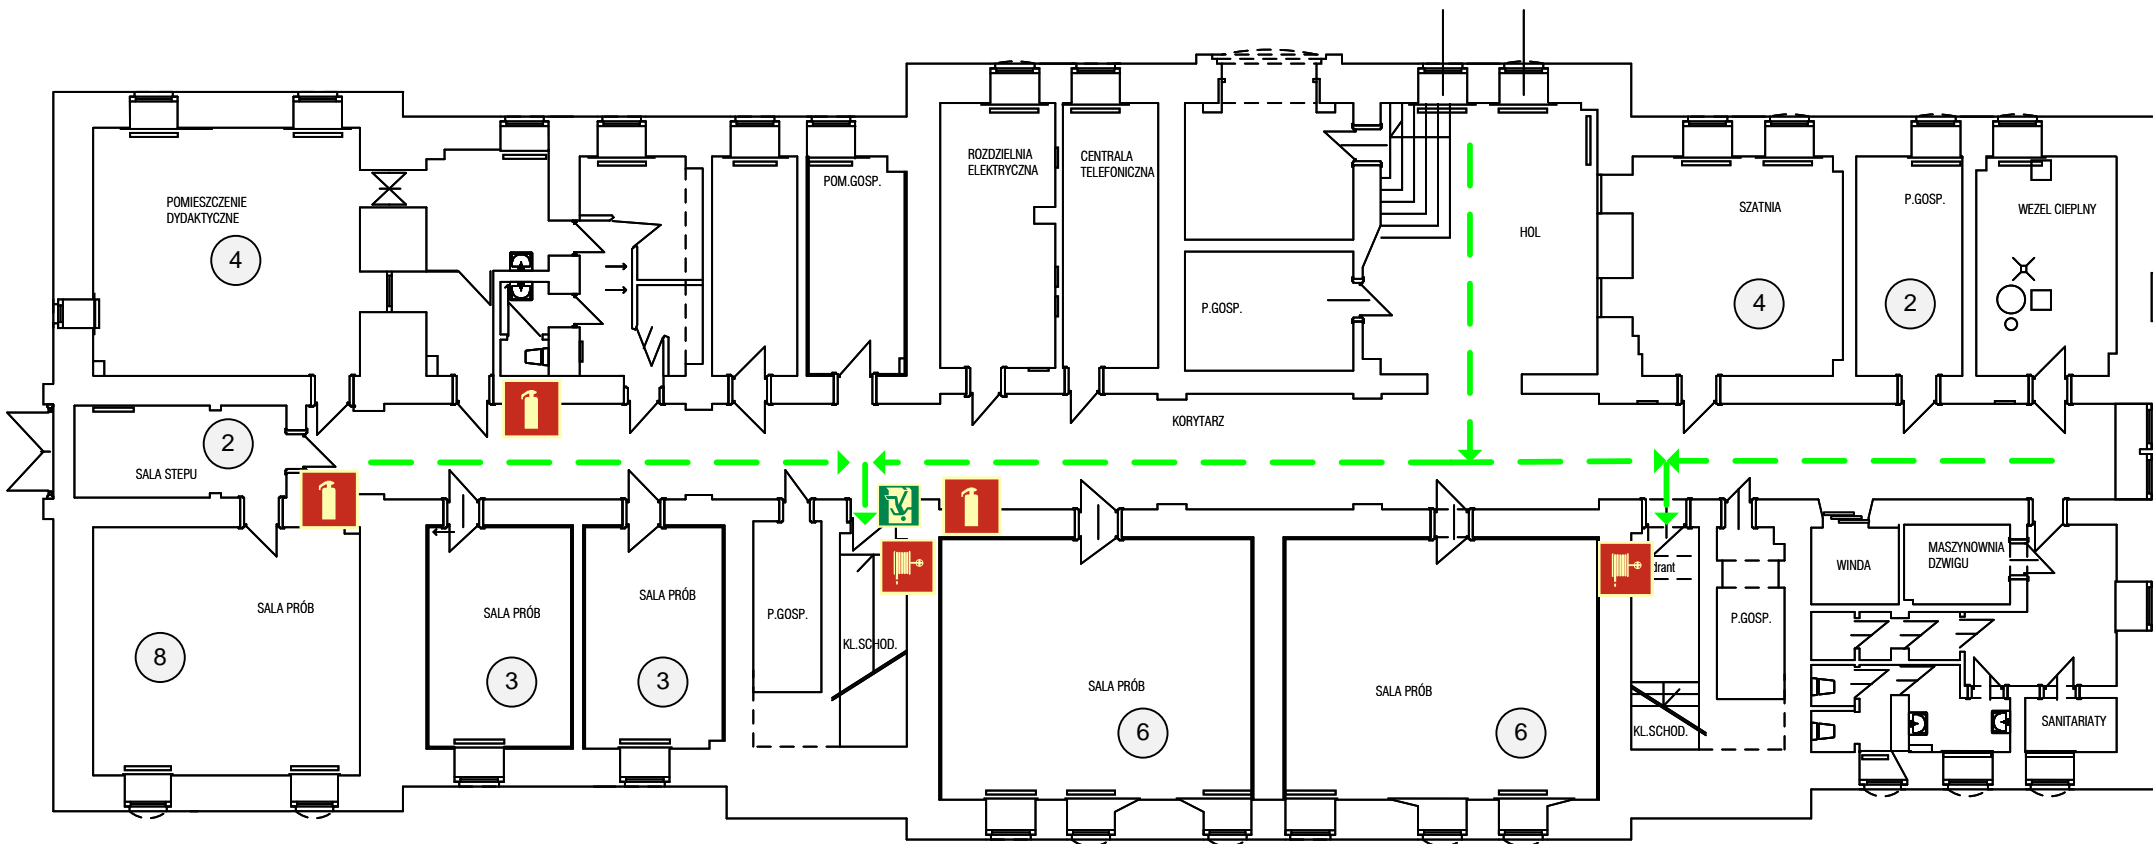 POMIESZCZENIE
DYDAKTYCZNE
4
POM.GOSP.
ROZDZIELNIA
ELEKTRYCZNA
CENTRALA
TELEFONICZNA
P.GOSP.
HOL
SZATNIA
4
P.GOSP.
2
WEZEL CIEPLNY
KORYTARZ
2
SALA STEPU
SALA PRÓB
8
SALA PRÓB
3
SALA PRÓB
3
P.GOSP.
KL.SCHOD.
SALA PRÓB
6
SALA PRÓB
6
drant
KL.SCHOD.
P.GOSP.
WINDA
MASZYNOWNIA
DZWIGU
SANITARIATY